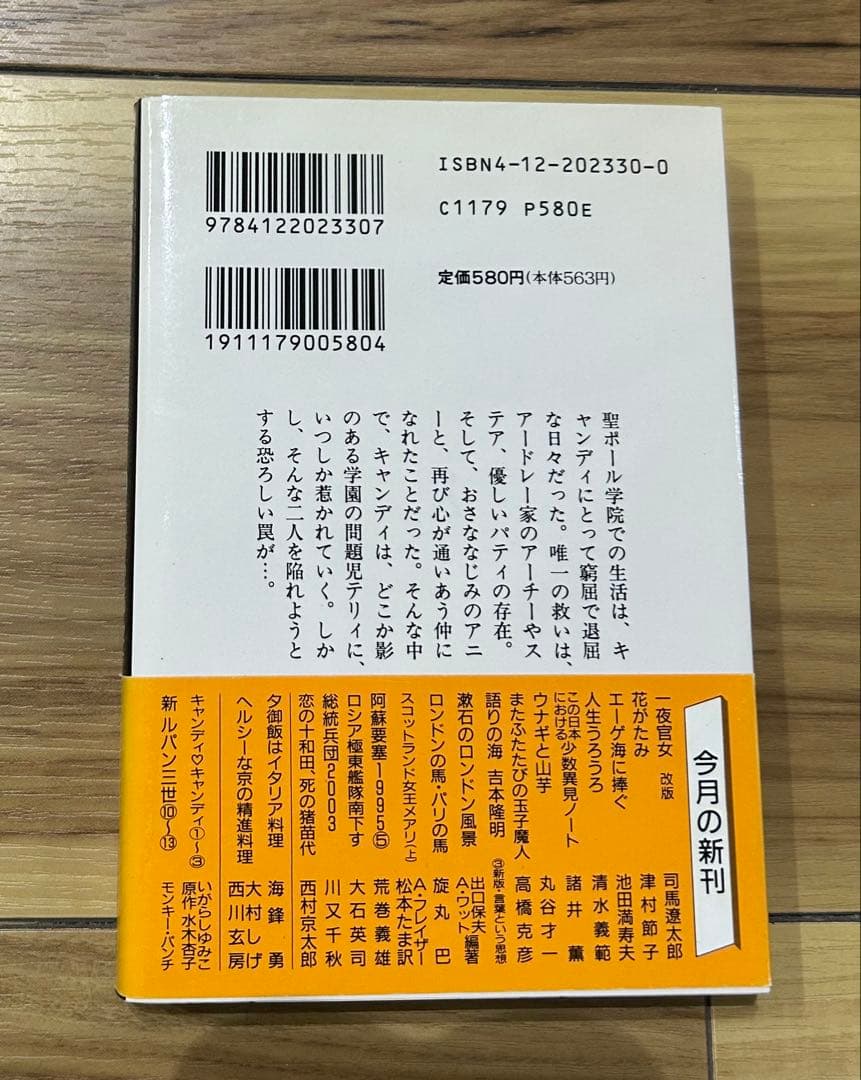 ISBN4-12-202330-0
C1179 P580E
9784122023307
定価580円(本体563円)
1911179005804
聖ポール学院での生活は、キ
ャンディにとって窮屈で退屈
な日々だった。唯一の救いは、
アードレー家のアーチーやス
テア、優しいパティの存在。
そして、おさななじみのアニ
ーと、再び心が通いあう仲に
なれたことだった。そんな中
で、キャンディは、どこか影
のある学園の問題児テリィに、
いつしか惹かれていく。しか
し、そんな二人を陥れようと
する恐ろしい罠が…。
今月の新刊
一夜官女 改版 司馬遼太郎
花がたみ 津村節子
エーゲ海に捧ぐ 池田満寿夫
人生うろうろ 清水義範
この日本における少数異見ノート 諸井薫
ウナギと山芋 丸谷才一
またふたたびの玉子魔人 高橋克彦
語りの海 吉本隆明 ③新版・言葉という思想
漱石のロンドン風景 出口保夫 A・ワット 編著
ロンドンの馬・パリの馬 旋丸巴
スコットランド女王メアリ(上) A・フレイザー 松本たま訳
阿蘇要塞1995⑤ 荒巻義雄
ロシア極東艦隊南下す 大石英司
総統兵団2003 川又千秋
恋の十和田、死の猪苗代 西村京太郎
夕御飯はイタリア料理 海鋒勇
ヘルシーな京の精進料理 大村しげ 西川玄房
キャンディ♡キャンディ①〜③ いがらしゆみこ 原作 水木杏子
新ルパン三世⑩〜⑬ モンキー・パンチ